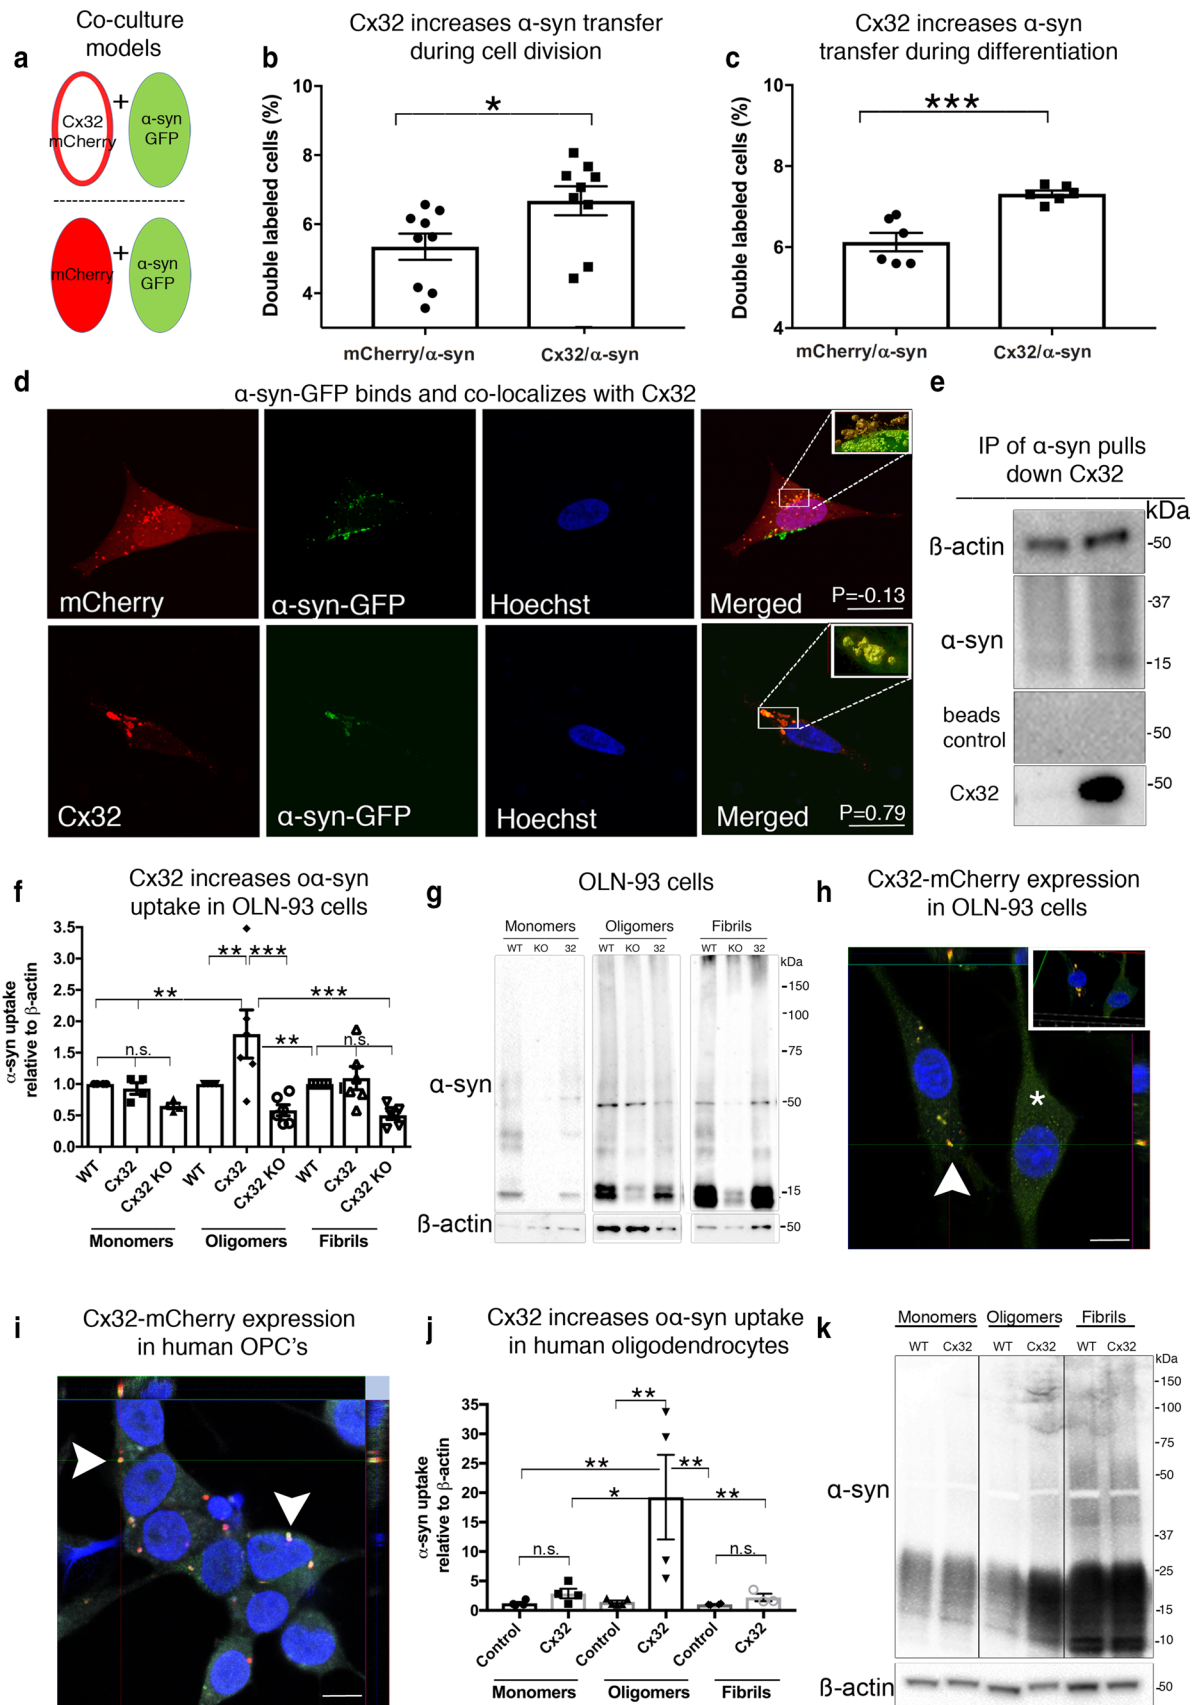 Co-culture
models
a
Cx32
mCherry
+
α-syn
GFP
mCherry
+
α-syn
GFP
b
Cx32 increases α-syn transfer
during cell division
Double labeled cells (%)
10
8
6
4
*
mCherry/α-syn
Cx32/α-syn
c
Cx32 increases α-syn
transfer during differentiation
Double labeled cells (%)
10
8
6
4
***
mCherry/α-syn
Cx32/α-syn
d
α-syn-GFP binds and co-localizes with Cx32
mCherry
α-syn-GFP
Hoechst
Merged
P=-0.13
Cx32
α-syn-GFP
Hoechst
Merged
P=0.79
e
IP of α-syn pulls
down Cx32
kDa
ß-actin
-50
-37
α-syn
-15
beads
control
-50
Cx32
-50
f
Cx32 increases oα-syn
uptake in OLN-93 cells
α-syn uptake
relative to β-actin
3.5
3.0
2.5
2.0
1.5
1.0
0.5
0.0
** ***
**
***
n.s.
**
n.s.
WT
Cx32
Cx32 KO
WT
Cx32
Cx32 KO
WT
Cx32
Cx32 KO
Monomers
Oligomers
Fibrils
g
OLN-93 cells
Monomers
Oligomers
Fibrils
WT KO 32
WT KO 32
WT KO 32
kDa
-150
-100
-75
α-syn
-50
-15
ß-actin
-50
h
Cx32-mCherry expression
in OLN-93 cells
*
i
Cx32-mCherry expression
in human OPC's
j
Cx32 increases oα-syn uptake
in human oligodendrocytes
α-syn uptake
relative to β-actin
35
30
25
20
15
10
5
0
**
**
**
*
**
n.s.
n.s.
Control
Cx32
Control
Cx32
Control
Cx32
Monomers
Oligomers
Fibrils
k
Monomers
Oligomers
Fibrils
WT Cx32
WT Cx32
WT Cx32
kDa
-150
-100
-75
-50
α-syn
-37
-25
-15
-10
ß-actin
-50